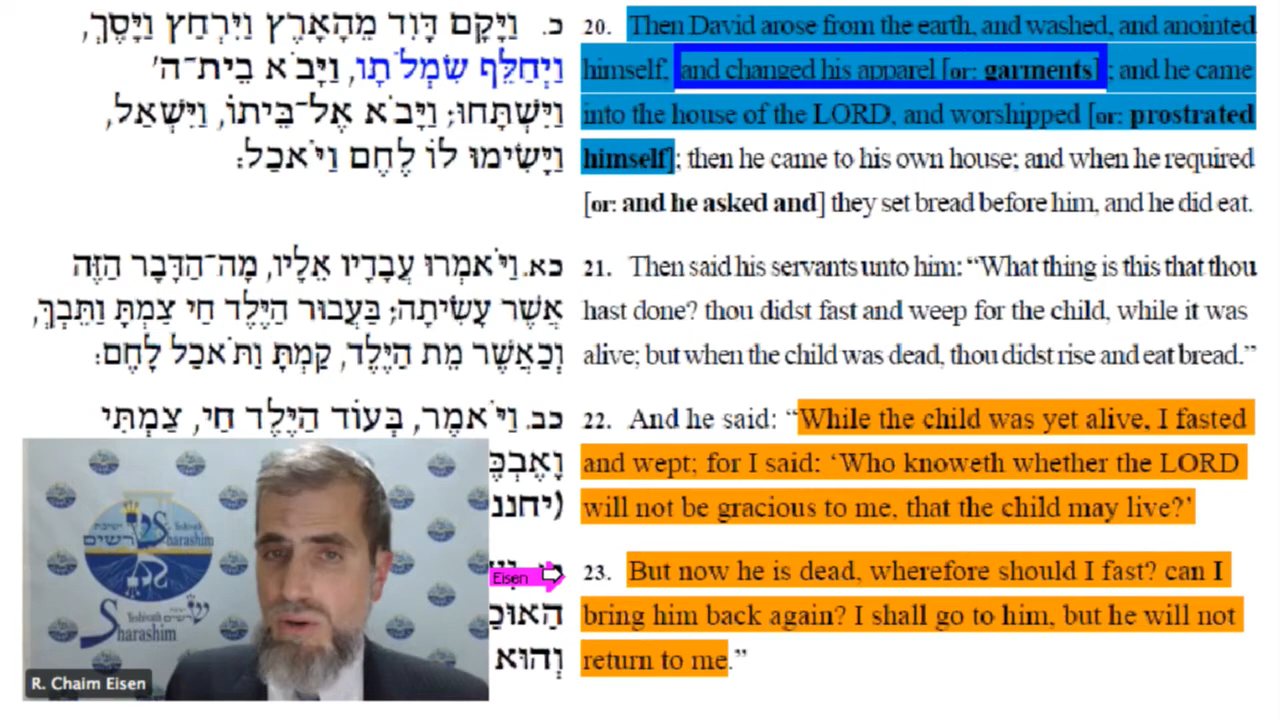 כ. וַיָּקָם דָּוִד מֵהָאָרֶץ וַיִּרְחַץ וַיָּסֶךְ,
וַיְחַלֵּף שִׂמְלֹתָו, וַיָּבֹא בֵית־ה'
וַיִּשְׁתָּחוּ; וַיָּבֹא אֶל־בֵּיתוֹ, וַיִּשְׁאַל,
וַיָּשִׂימוּ לוֹ לֶחֶם וַיֹּאכַל:
20. Then David arose from the earth, and washed, and anointed
himself, and changed his apparel [or: garments]; and he came
into the house of the LORD, and worshipped [or: prostrated
himself]; then he came to his own house; and when he required
[or: and he asked and] they set bread before him, and he did eat.
כא. וַיֹּאמְרוּ עֲבָדָיו אֵלָיו, מָה־הַדָּבָר הַזֶּה
אֲשֶׁר עָשִׂיתָה; בַּעֲבוּר הַיֶּלֶד חַי צַמְתָּ וַתֵּבְךְּ,
וְכַאֲשֶׁר מֵת הַיֶּלֶד, קַמְתָּ וַתֹּאכַל לָחֶם:
21. Then said his servants unto him: “What thing is this that thou
hast done? thou didst fast and weep for the child, while it was
alive; but when the child was dead, thou didst rise and eat bread.”
כב. וַיֹּאמֶר, בְּעוֹד הַיֶּלֶד חַי, צַמְתִּי
(יחננ
22. And he said: “While the child was yet alive, I fasted
and wept; for I said: ‘Who knoweth whether the LORD
will not be gracious to me, that the child may live?’
הַאוּכַ
וְהוּא
Eisen
23. But now he is dead, wherefore should I fast? can I
bring him back again? I shall go to him, but he will not
return to me.”
ישיבת
שרשים
Yeshivath
Sharashim
Yeshivath
Sharashim
R. Chaim Eisen